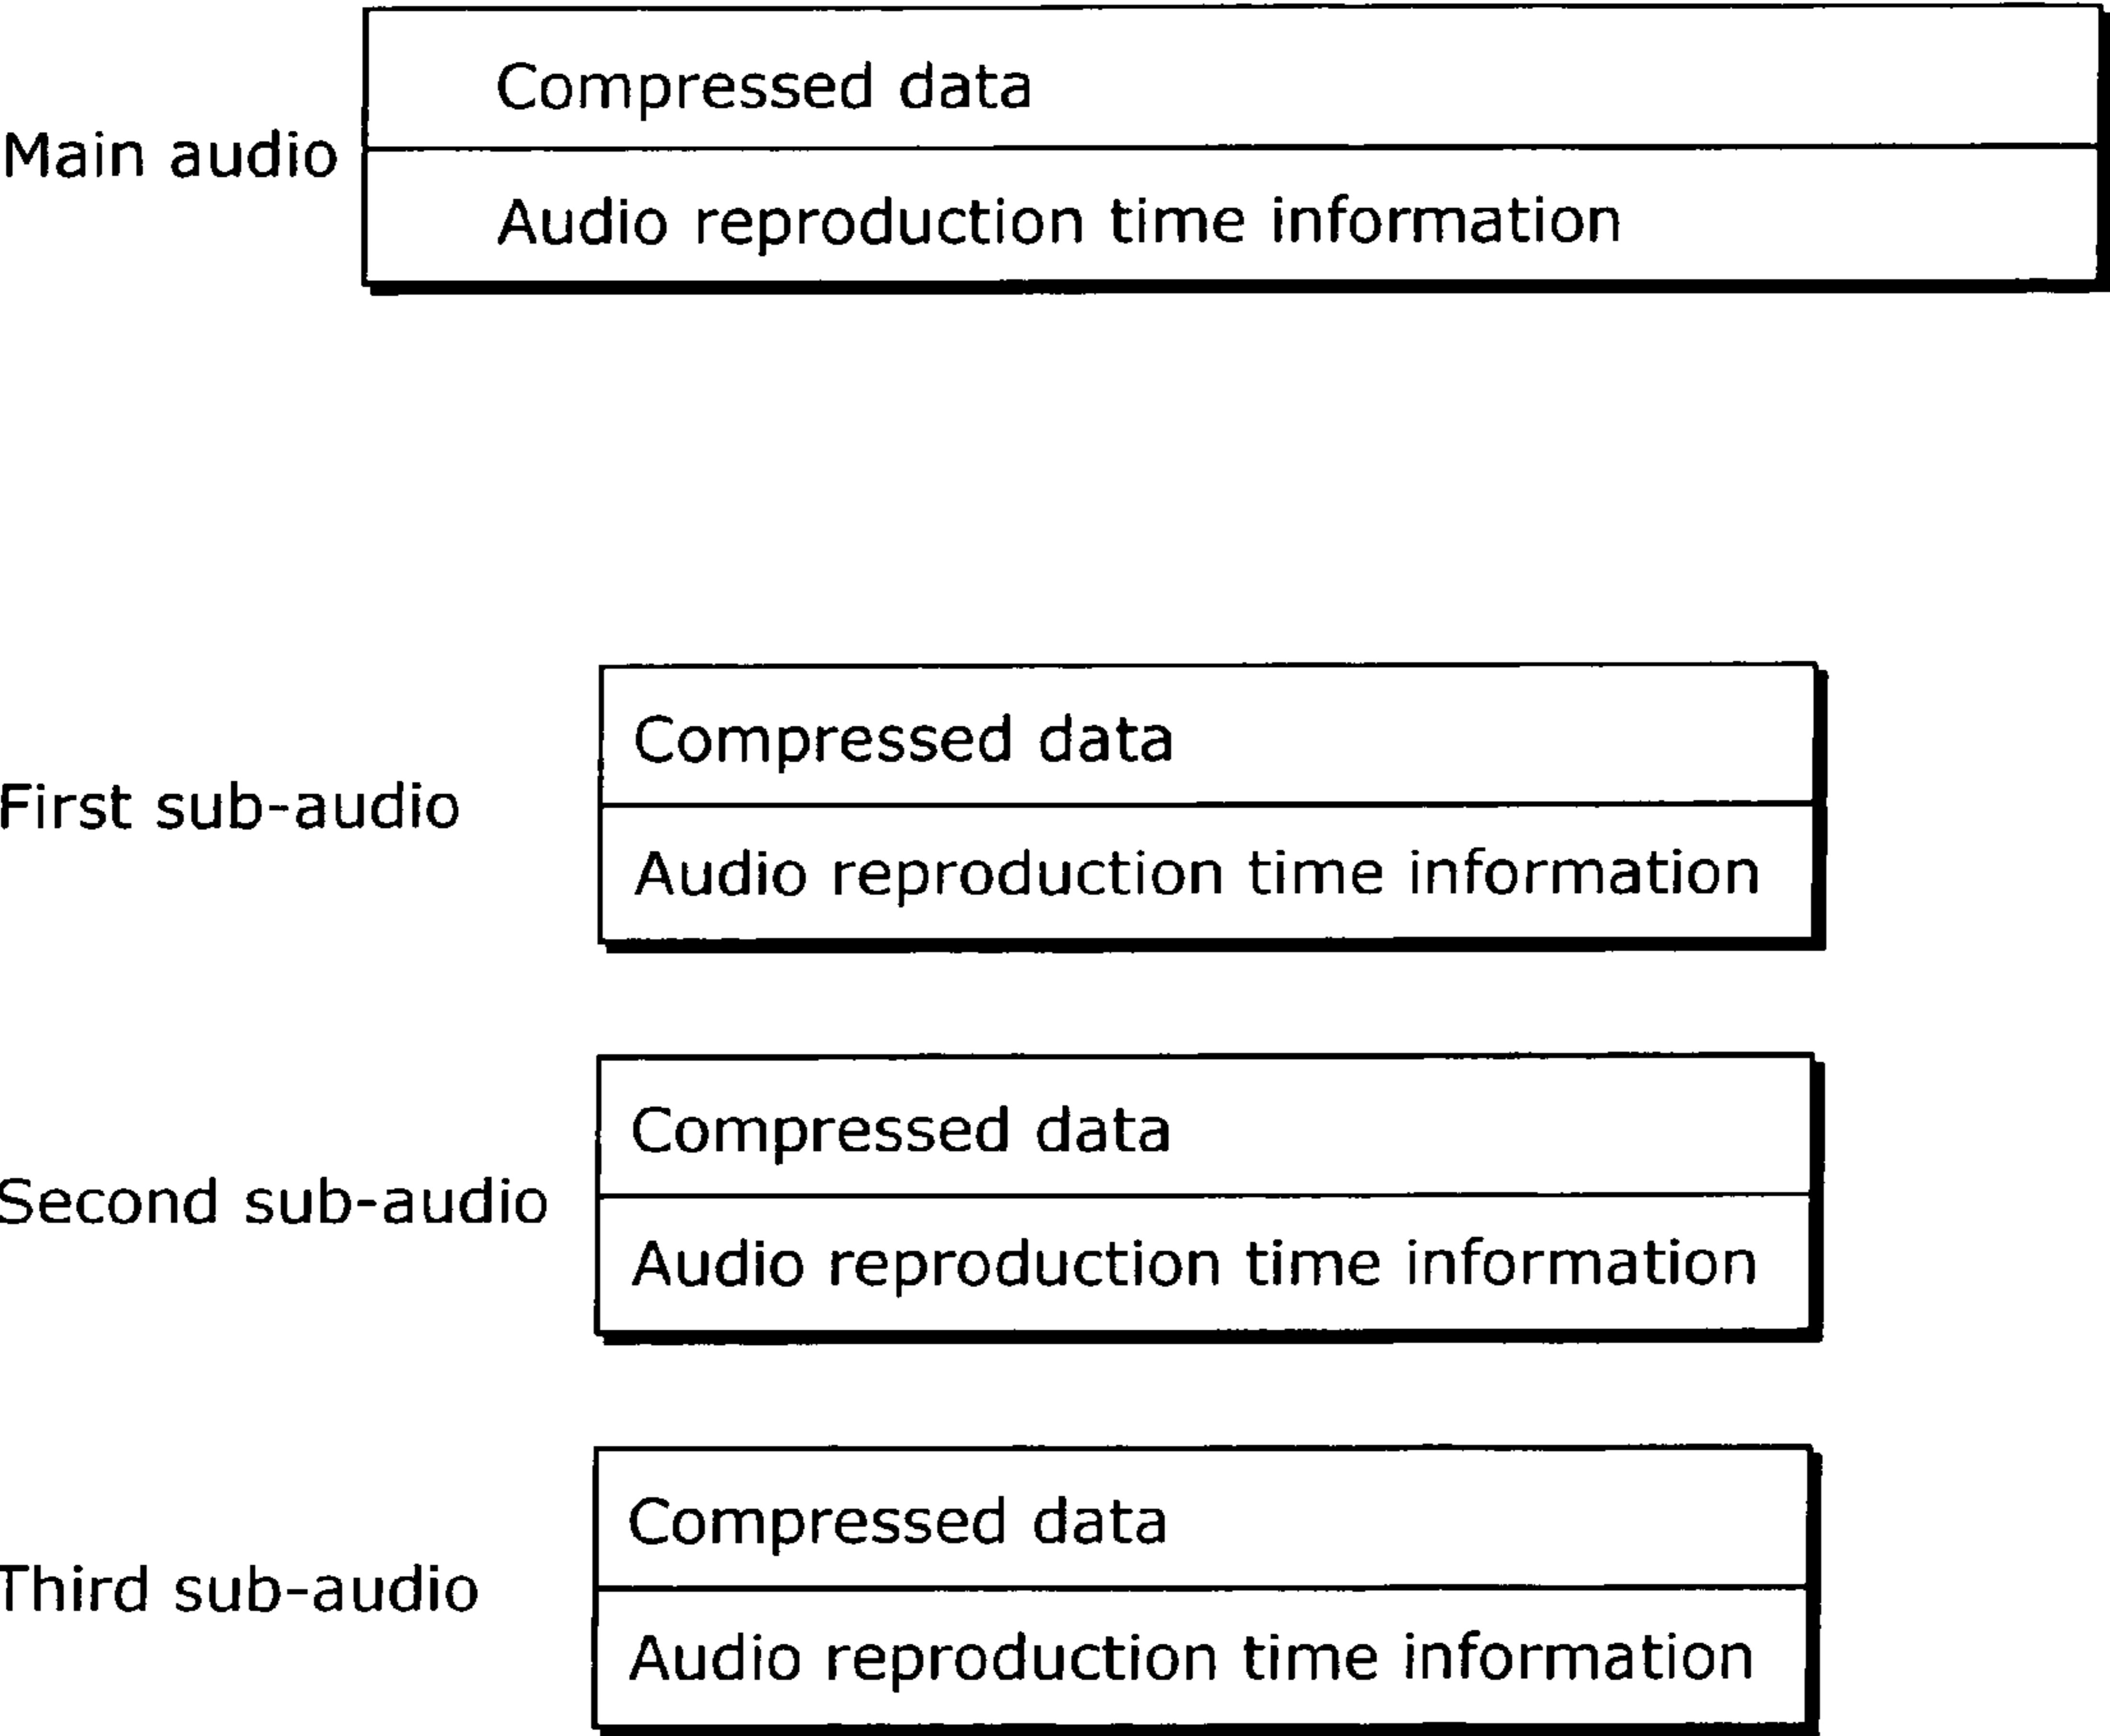 Compressed data
Main audio
Audio reproduction time information
Compressed data
First sub-audio
Audio reproduction time information
Compressed data
Second sub-audio
Audio reproduction time information
Compressed data
Third sub-audio
Audio reproduction time information